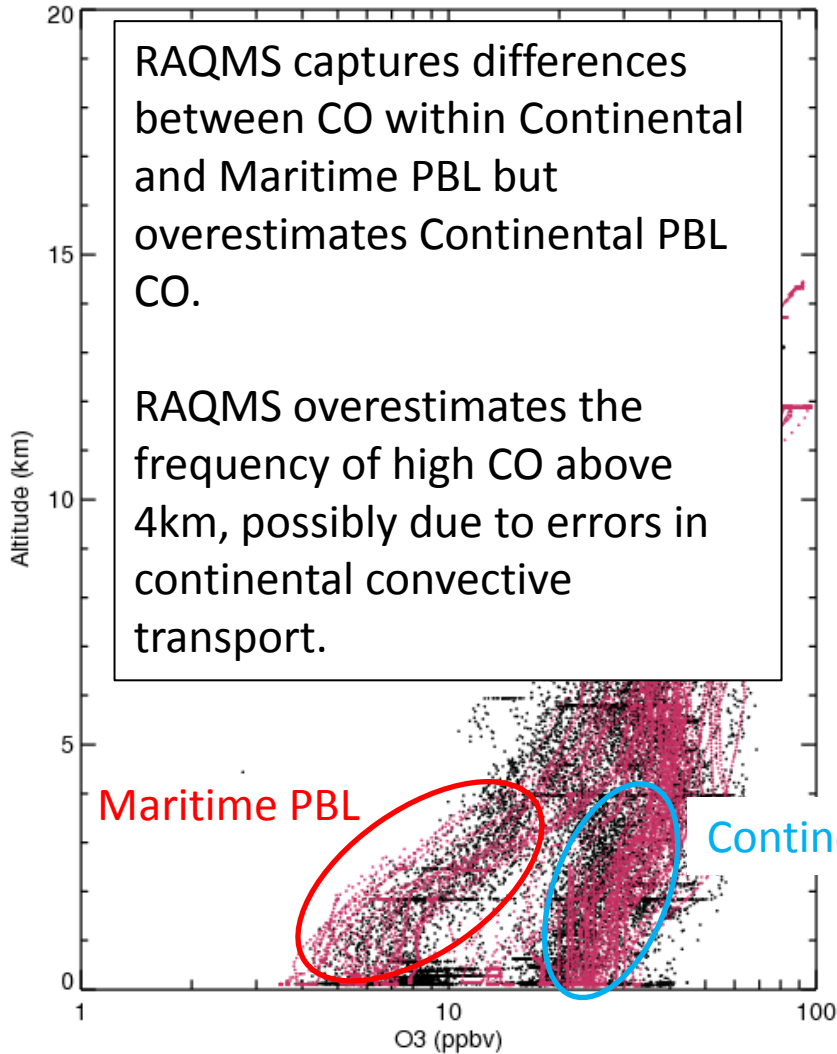 20
RAQMS captures differences
between CO within Continental
and Maritime PBL but
overestimates Continental PBL
CO.
RAQMS overestimates the
frequency of high CO above
4km, possibly due to errors in
continental convective
transport.
15
10
5
0
Altitude (km)
Maritime PBL
Contin
1
10
100
O3 (ppbv)